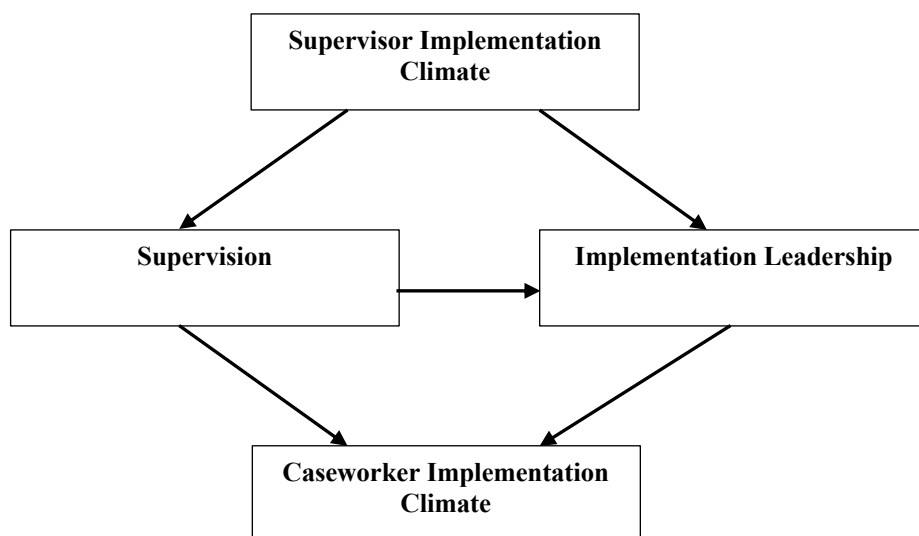 Supervisor Implementation
Climate
Supervision
Implementation Leadership
Caseworker Implementation
Climate